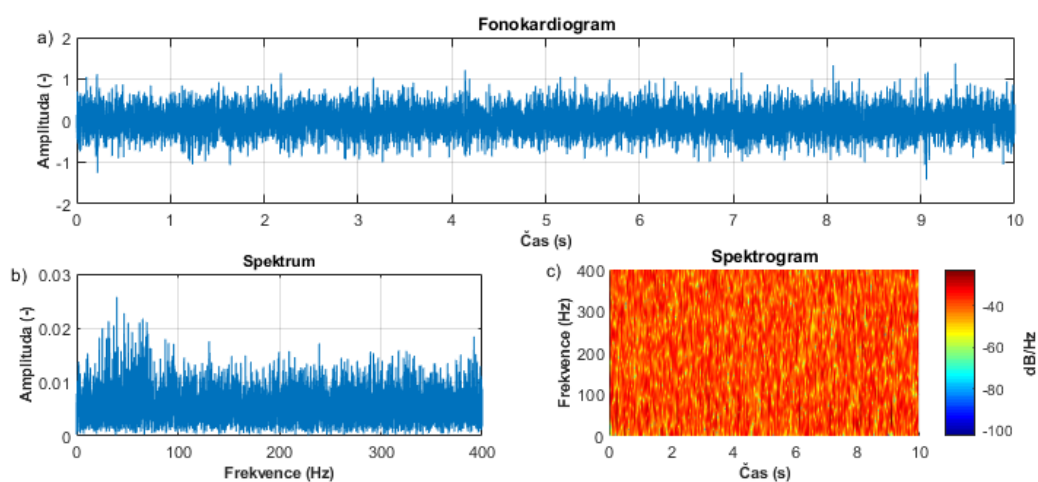 Fonokardiogram
a)
2
1
0
-1
-2
Amplituda (-)
0 1 2 3 4 5 6 7 8 9 10
Čas (s)
b)
Spektrum
0.03
0.02
0.01
0
Amplituda (-)
0 100 200 300 400
Frekvence (Hz)
c)
Spektrogram
400
300
200
100
0
Frekvence (Hz)
0 2 4 6 8 10
Čas (s)
-40
-60
-80
-100
dB/Hz